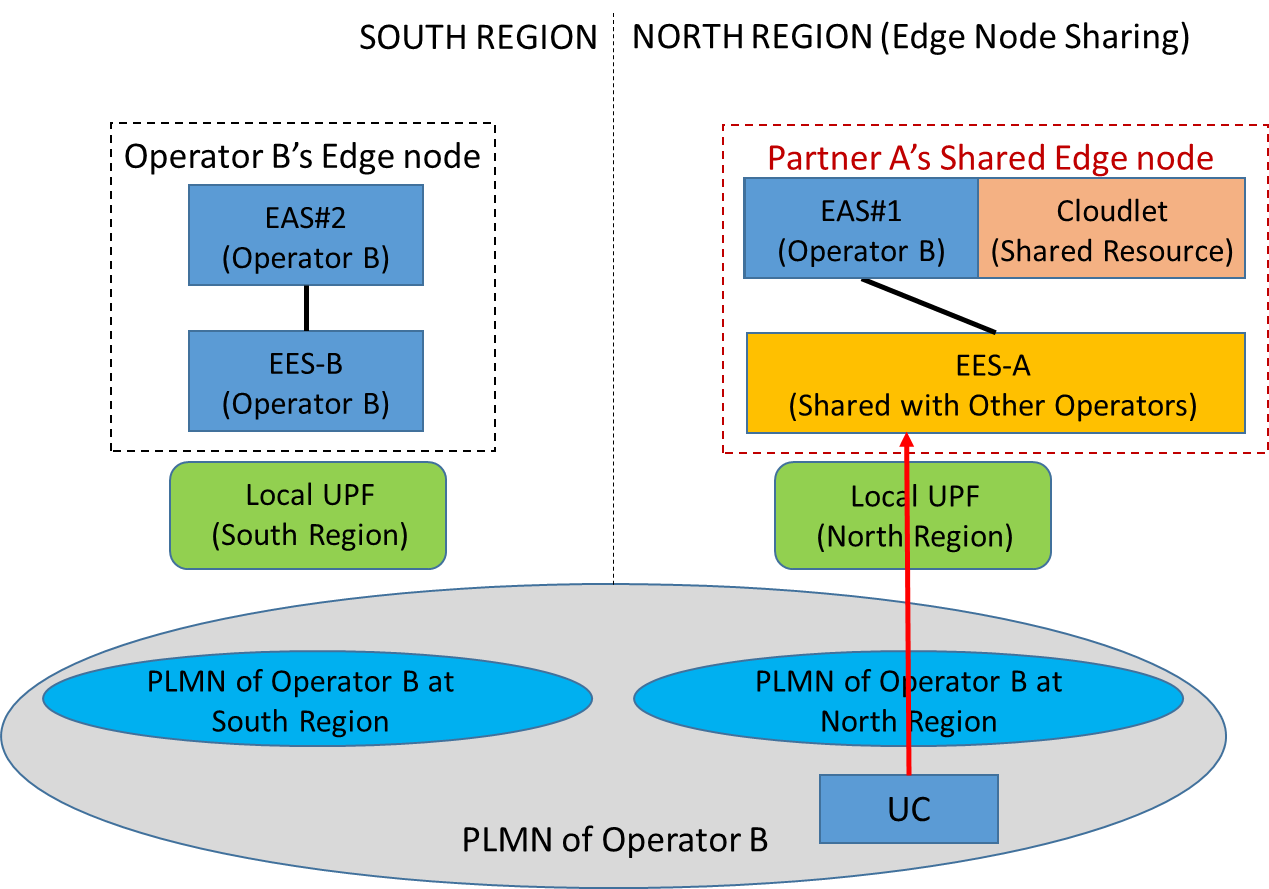 SOUTH REGION
NORTH REGION (Edge Node Sharing)
Operator B's Edge node
EAS#2
(Operator B)
EES-B
(Operator B)
Local UPF
(South Region)
Partner A's Shared Edge node
EAS#1
(Operator B)
Cloudlet
(Shared Resource)
EES-A
(Shared with Other Operators)
Local UPF
(North Region)
PLMN of Operator B at
South Region
PLMN of Operator B at
North Region
UC
PLMN of Operator B